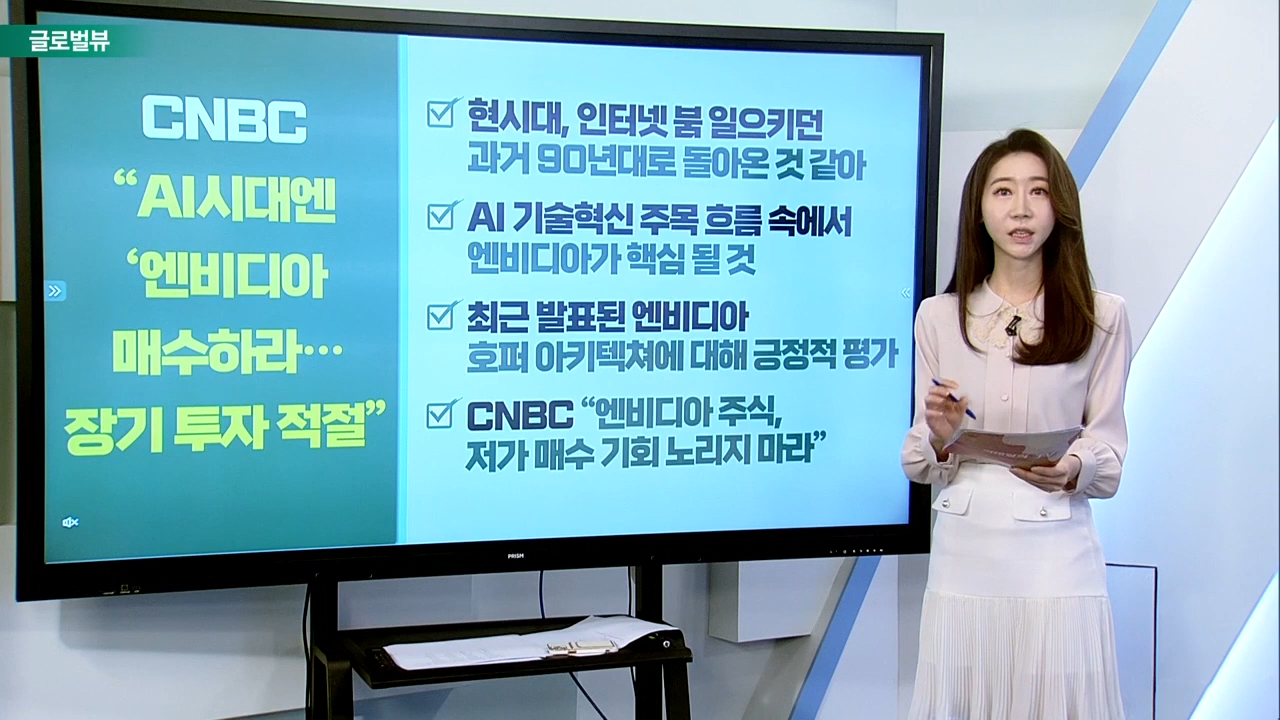 글로벌뷰
CNBC
“AI시대엔
‘엔비디아
매수하라…
장기 투자 적절”
현시대, 인터넷 붐 일으키던
과거 90년대로 돌아온 것 같아
AI 기술혁신 주목 흐름 속에서
엔비디아가 핵심 될 것
최근 발표된 엔비디아
호퍼 아키텍쳐에 대해 긍정적 평가
CNBC “엔비디아 주식,
저가 매수 기회 노리지 마라”
PRISM